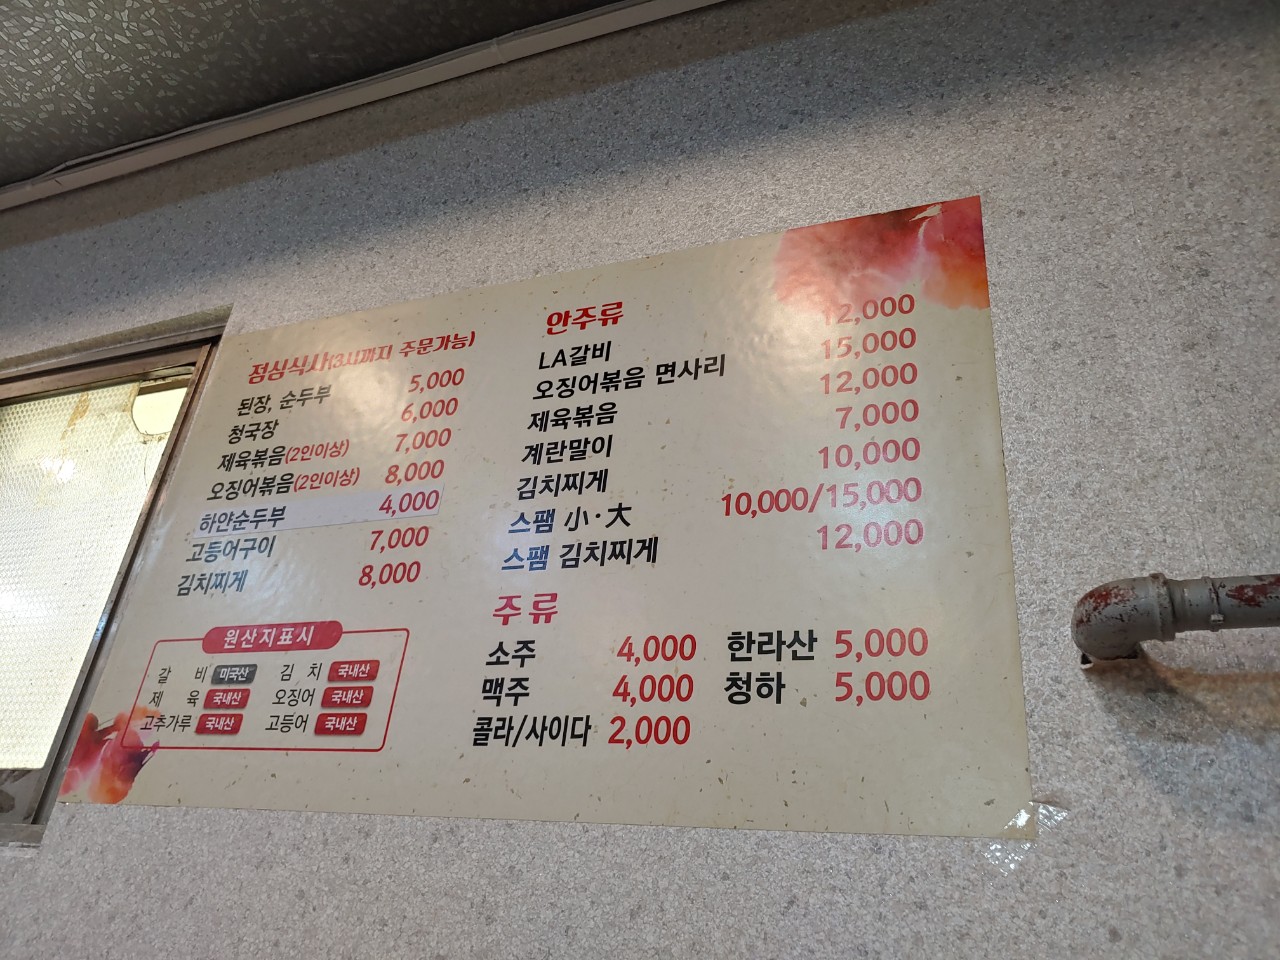 점심식사(3시까지 주문가능)
된장, 순두부 5,000
청국장 6,000
제육볶음(2인이상) 7,000
오징어볶음(2인이상) 8,000
하얀순두부 4,000
고등어구이 7,000
김치찌게 8,000
원산지표시
갈 비 미국산 김 치 국내산
제 육 국내산 오징어 국내산
고추가루 국내산 고등어 국내산
안주류
LA갈비 12,000
오징어볶음 면사리 15,000
제육볶음 12,000
계란말이 7,000
김치찌게 10,000
스팸 小·大 10,000/15,000
스팸 김치찌게 12,000
주류
소주 4,000 한라산 5,000
맥주 4,000 청하 5,000
콜라/사이다 2,000